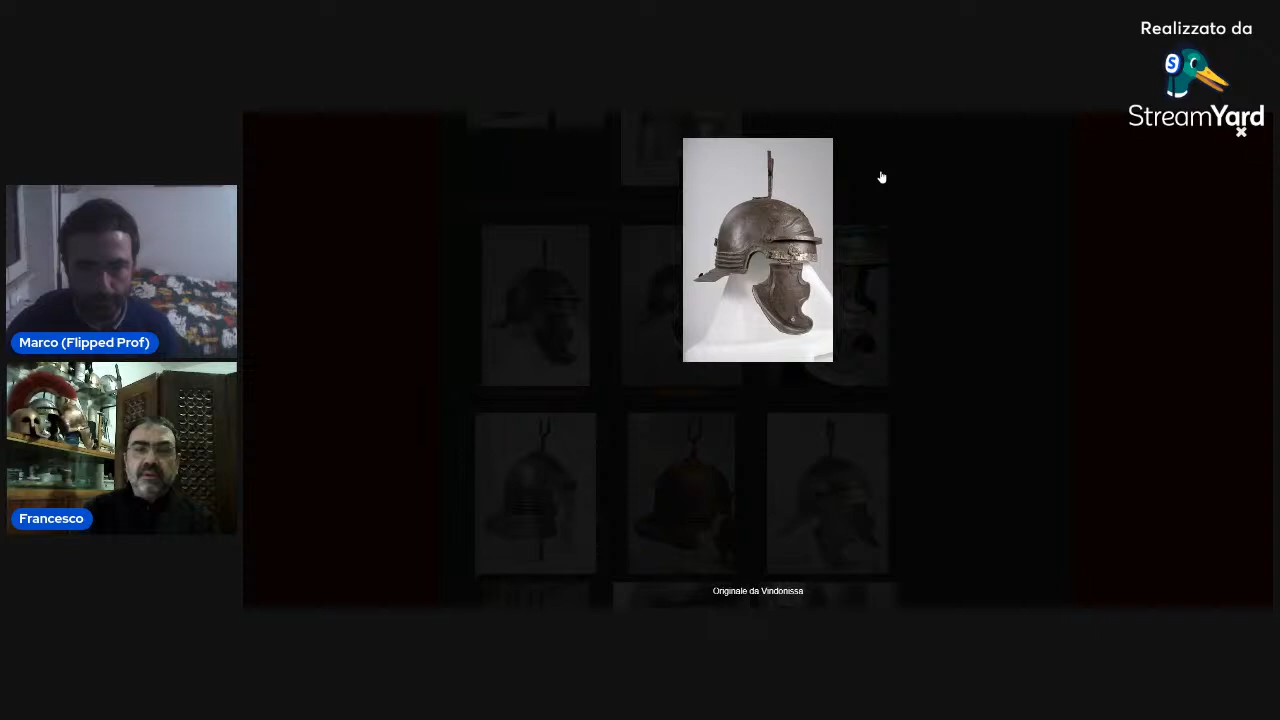 Realizzato da
StreamYard
Marco (Flipped Prof)
Francesco
Originale da Vindonissa